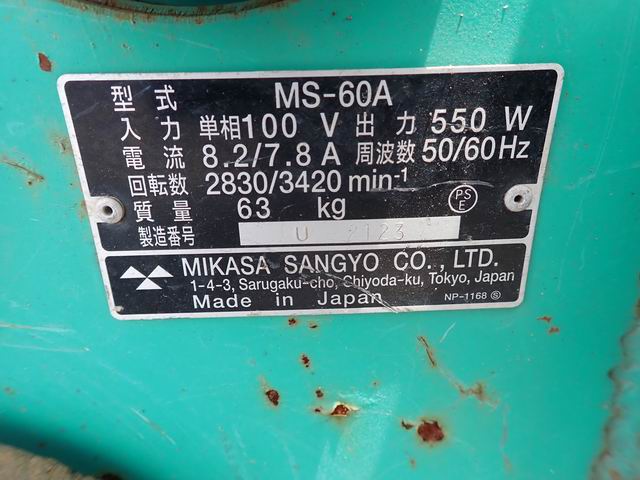 型式 MS-60A
入力 単相100 V 出力 550 W
電流 8.2/7.8 A 周波数 50/60Hz
回転数 2830/3420 min-1
質量 63 kg
PS
E
製造番号 U 2123
MIKASA SANGYO CO., LTD.
1-4-3, Sarugaku-cho, Chiyoda-ku, Tokyo, Japan
Made in Japan NP-1168 Ⓢ